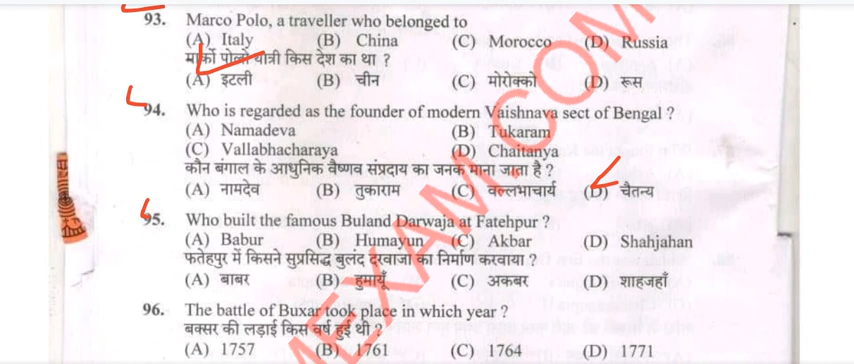 93. Marco Polo, a traveller who belonged to
(A) Italy (B) China (C) Morocco (D) Russia
मार्को पोलो यात्री किस देश का था ?
(A) इटली (B) चीन (C) मोरोक्को (D) रूस
94. Who is regarded as the founder of modern Vaishnava sect of Bengal ?
(A) Namadeva (B) Tukaram
(C) Vallabhacharaya (D) Chaitanya
कौन बंगाल के आधुनिक वैष्णव संप्रदाय का जनक माना जाता है ?
(A) नामदेव (B) तुकाराम (C) वल्लभाचार्य (D) चैतन्य
95. Who built the famous Buland Darwaja at Fatehpur ?
(A) Babur (B) Humayun (C) Akbar (D) Shahjahan
फतेहपुर में किसने सुप्रसिद्ध बुलंद दरवाजा का निर्माण करवाया ?
(A) बाबर (B) हुमायूँ (C) अकबर (D) शाहजहाँ
96. The battle of Buxar took place in which year ?
बक्सर की लड़ाई किस वर्ष हुई थी ?
(A) 1757 (B) 1761 (C) 1764 (D) 1771
MEXAM.COM